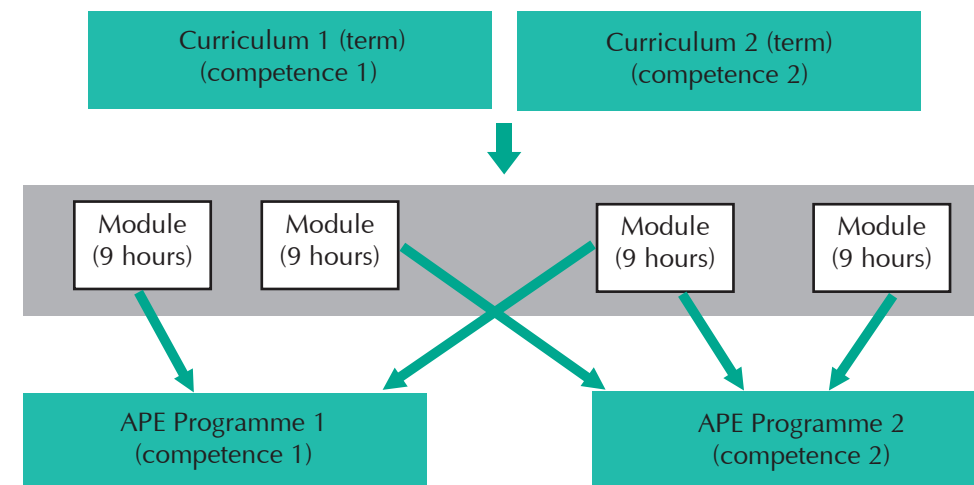 Curriculum 1 (term)
(competence 1)
Curriculum 2 (term)
(competence 2)
Module
(9 hours)
Module
(9 hours)
Module
(9 hours)
Module
(9 hours)
APE Programme 1
(competence 1)
APE Programme 2
(competence 2)